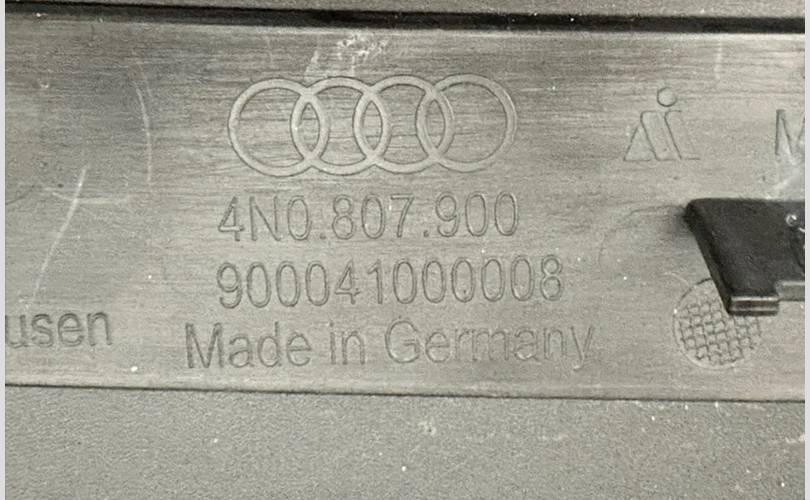 4N0.807.900
900041000008
usen
Made in Germany